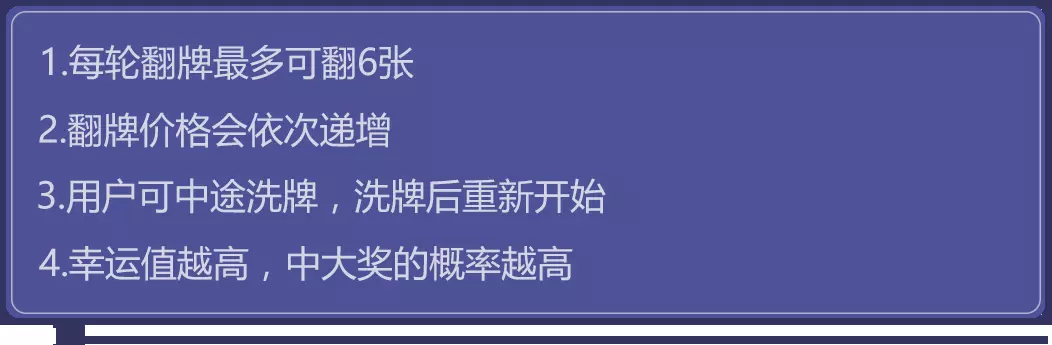 1.每轮翻牌最多可翻6张
2.翻牌价格会依次递增
3.用户可中途洗牌，洗牌后重新开始
4.幸运值越高，中大奖的概率越高